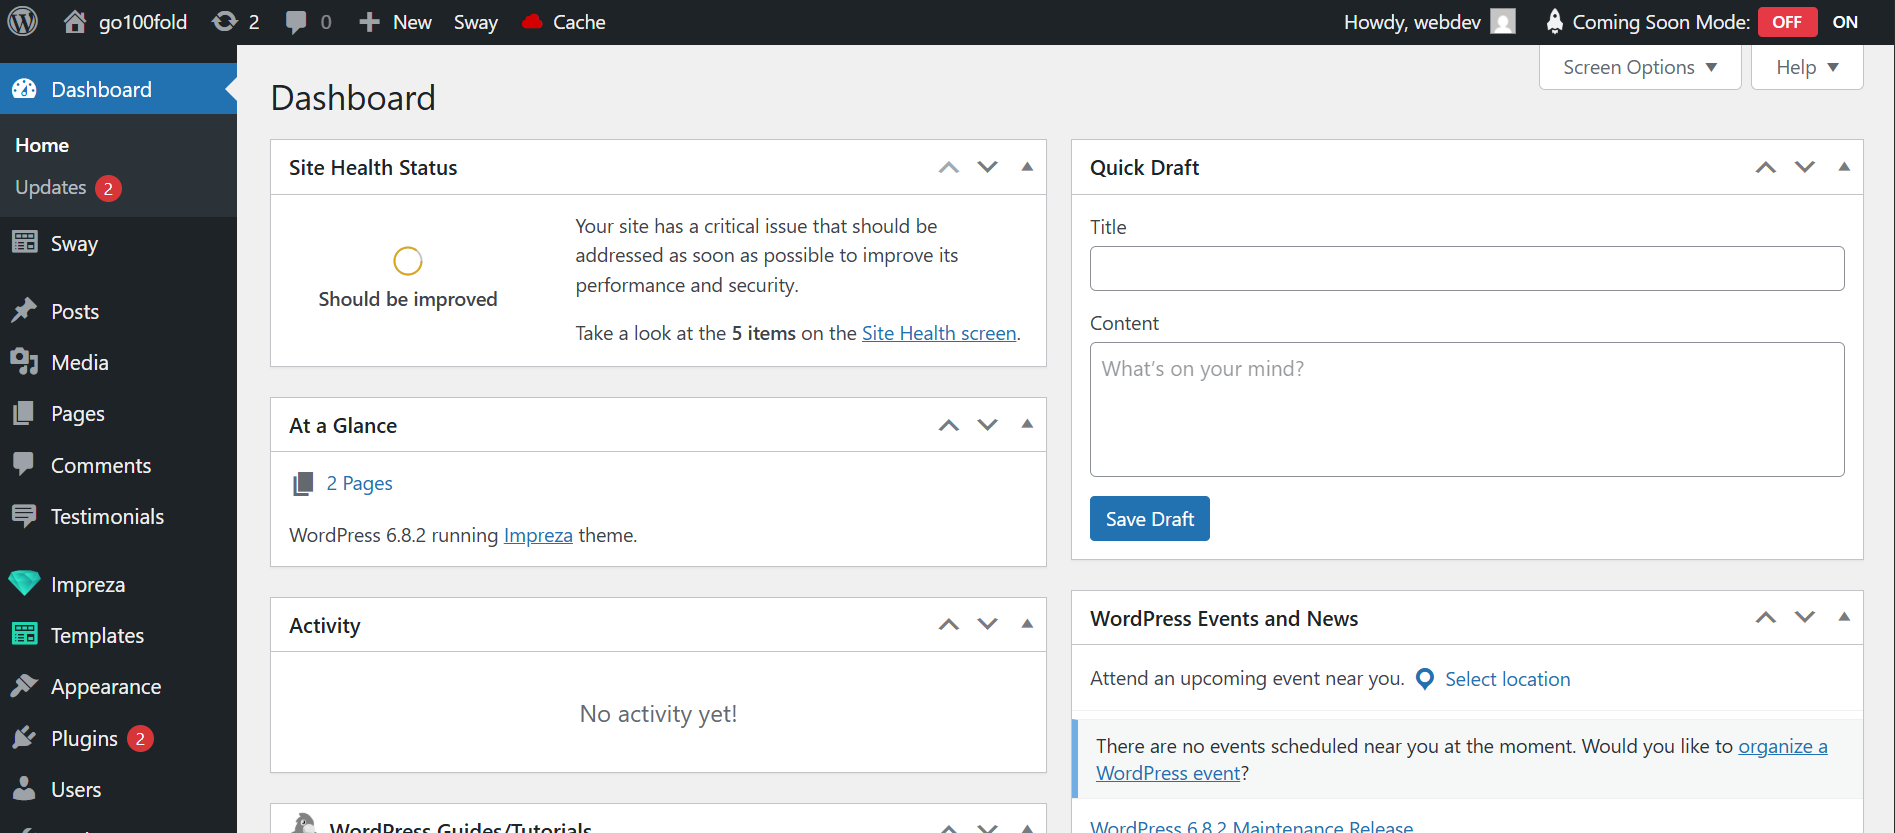 go100fold 2 0 New Sway Cache Howdy, webdev Coming Soon Mode: OFF ON
Screen Options Help
Dashboard
Home
Updates 2
Sway
Posts
Media
Pages
Comments
Testimonials
Impreza
Templates
Appearance
Plugins 2
Users
Dashboard
Site Health Status
Should be improved
Your site has a critical issue that should be
addressed as soon as possible to improve its
performance and security.
Take a look at the 5 items on the Site Health screen.
At a Glance
2 Pages
WordPress 6.8.2 running Impreza theme.
Activity
No activity yet!
WordPress Guides/Tutorials
Quick Draft
Title
Content
What's on your mind?
Save Draft
WordPress Events and News
Attend an upcoming event near you. Select location
There are no events scheduled near you at the moment. Would you like to organize a
WordPress event?
WordPress 6.8.2 Maintenance Release